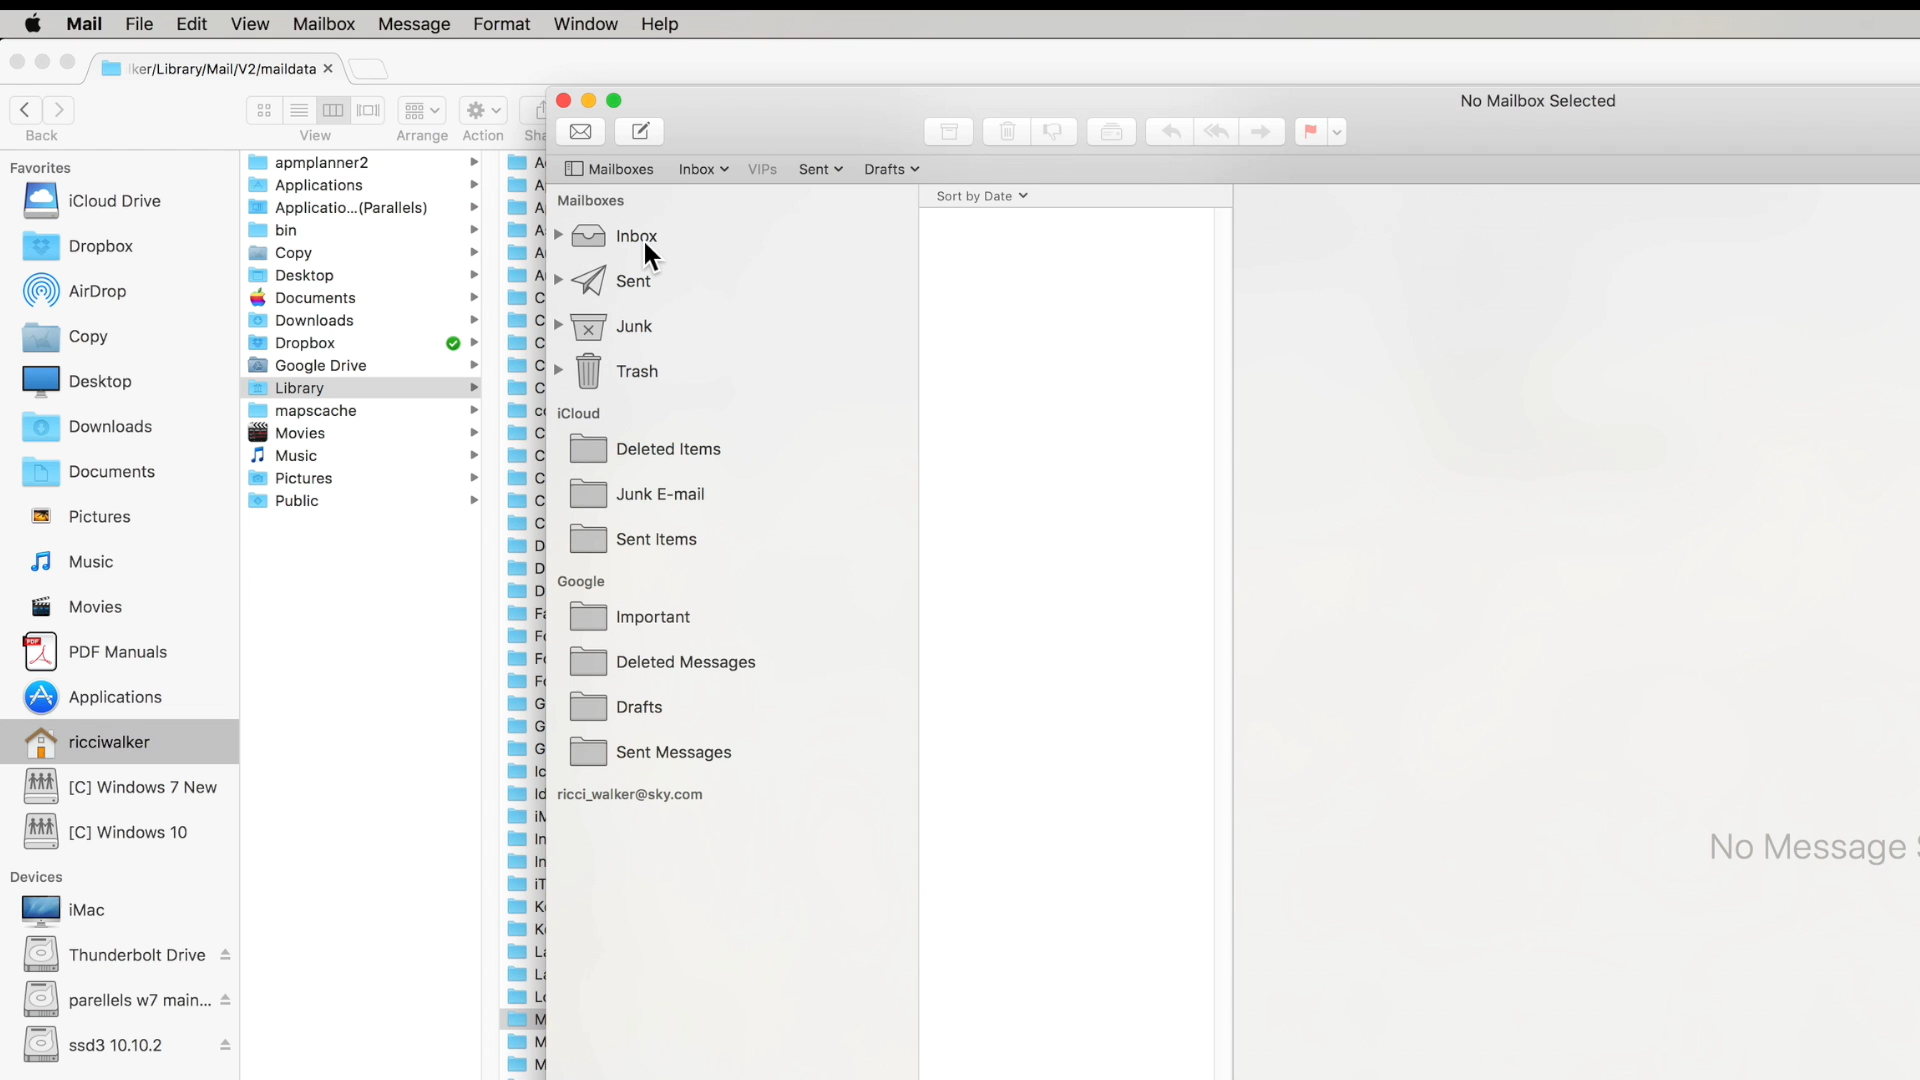 Mail File Edit View Mailbox Message Format Window Help
ker/Library/Mail/V2/maildata
No Mailbox Selected
Back View Arrange Action Sha
Mailboxes Inbox VIPs Sent Drafts
Favorites
iCloud Drive
Dropbox
AirDrop
Copy
Desktop
Downloads
Documents
Pictures
Music
Movies
PDF Manuals
Applications
ricciwalker
[C] Windows 7 New
[C] Windows 10
Devices
iMac
Thunderbolt Drive
parellels w7 main...
ssd3 10.10.2
apmplanner2
Applications
Applicatio...(Parallels)
bin
Copy
Desktop
Documents
Downloads
Dropbox
Google Drive
Library
mapscache
Movies
Music
Pictures
Public
Mailboxes
Inbox
Sent
Junk
Trash
iCloud
Deleted Items
Junk E-mail
Sent Items
Google
Important
Deleted Messages
Drafts
Sent Messages
ricci_walker@sky.com
Sort by Date
No Message